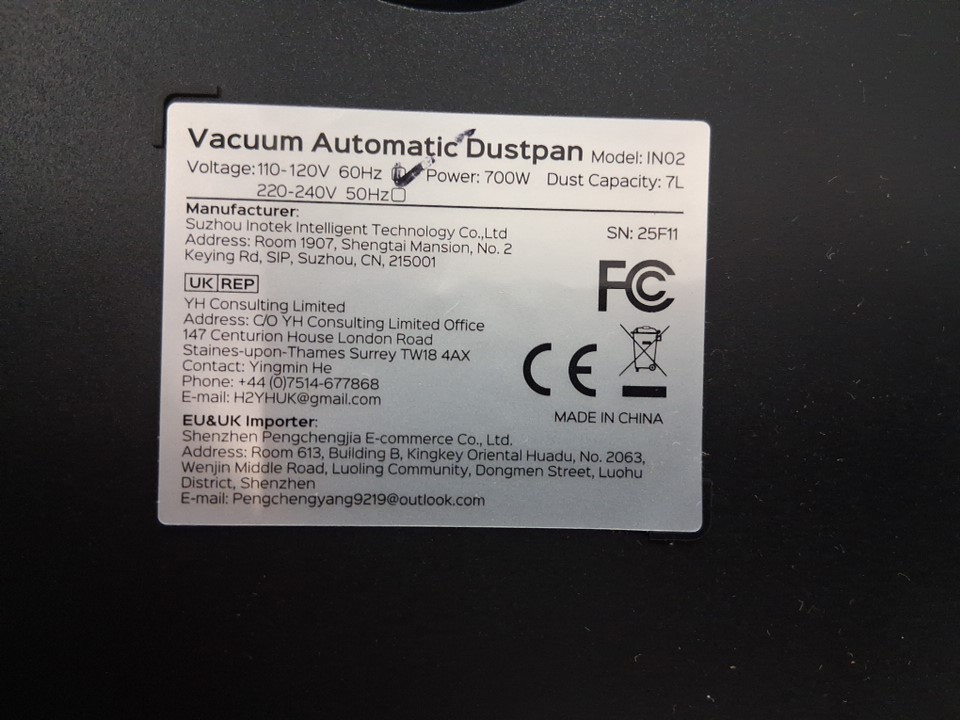 Vacuum Automatic Dustpan Model: IN02
Voltage: 110-120V 60Hz Power: 700W Dust Capacity: 7L
220-240V 50Hz
Manufacturer:
Suzhou Inotek Intelligent Technology Co.,Ltd
SN: 25F11
Address: Room 1907, Shengtai Mansion, No. 2
Keying Rd, SIP, Suzhou, CN, 215001
FC
UK REP
YH Consulting Limited
Address: C/O YH Consulting Limited Office
147 Centurion House London Road
Staines-upon-Thames Surrey TW18 4AX
Contact: Yingmin He
Phone: +44 (0)7514-677868
E-mail: H2YHUK@gmail.com
CE
MADE IN CHINA
EU&UK Importer:
Shenzhen Pengchengjia E-commerce Co., Ltd.
Address: Room 613, Building B, Kingkey Oriental Huadu, No. 2063,
Wenjin Middle Road, Luoling Community, Dongmen Street, Luohu
District, Shenzhen
E-mail: Pengchengyang9219@outlook.com